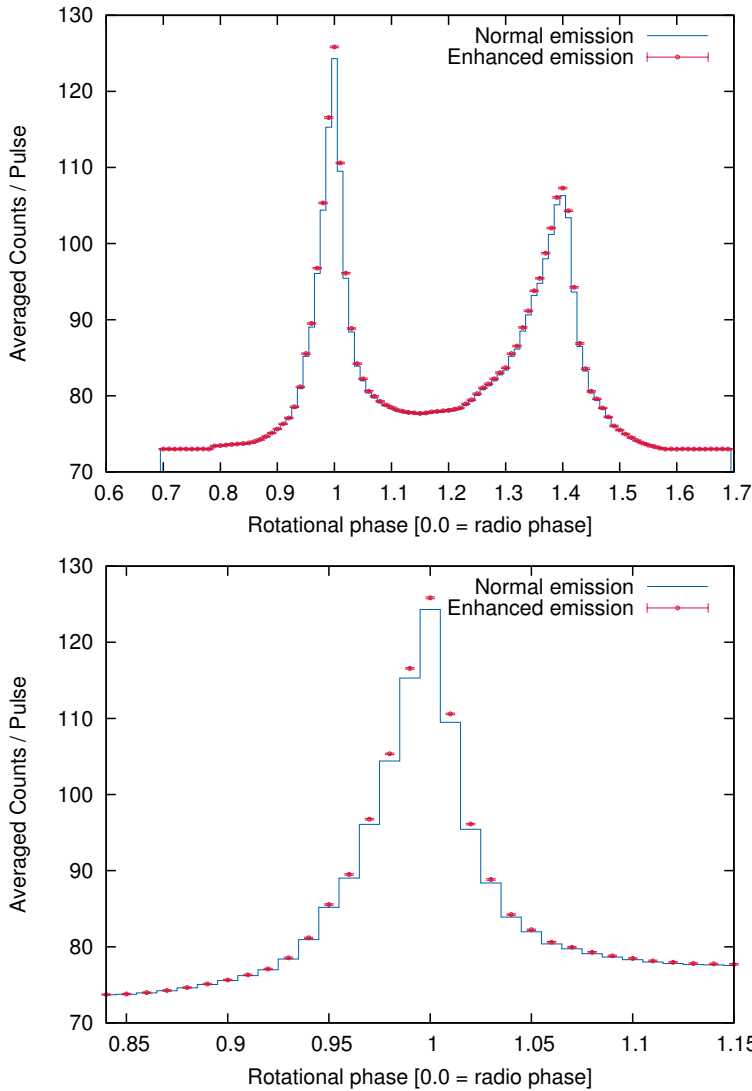 130
120
110
100
90
80
70
Averaged Counts / Pulse
Normal emission
Enhanced emission
0.6 0.7 0.8 0.9 1 1.1 1.2 1.3 1.4 1.5 1.6 1.7
Rotational phase [0.0 = radio phase]
130
120
110
100
90
80
70
Averaged Counts / Pulse
Normal emission
Enhanced emission
0.85 0.9 0.95 1 1.05 1.1 1.15
Rotational phase [0.0 = radio phase]